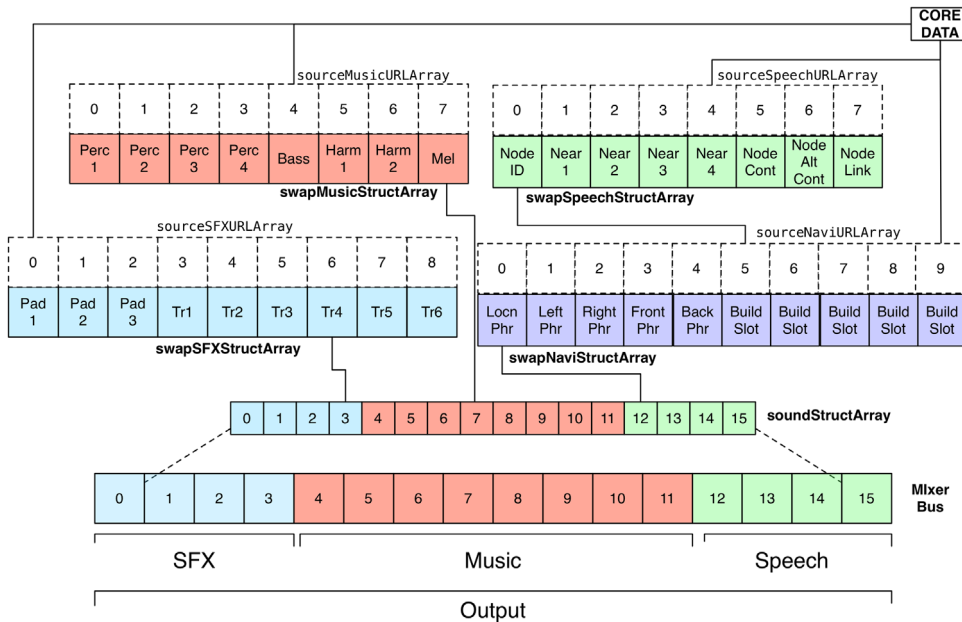 CORE
DATA
sourceMusicURLArray
0 1 2 3 4 5 6 7
Perc 1 Perc 2 Perc 3 Perc 4 Bass Harm 1 Harm 2 Mel
swapMusicStructArray
sourceSpeechURLArray
0 1 2 3 4 5 6 7
Node ID Near 1 Near 2 Near 3 Near 4 Node Cont Node Alt Cont Node Link
swapSpeechStructArray
sourceSFXURLArray
0 1 2 3 4 5 6 7 8
Pad 1 Pad 2 Pad 3 Tr1 Tr2 Tr3 Tr4 Tr5 Tr6
swapSFXStructArray
sourceNaviURLArray
0 1 2 3 4 5 6 7 8 9
Locn Phr Left Phr Right Phr Front Phr Back Phr Build Slot Build Slot Build Slot Build Slot Build Slot
swapNaviStructArray
0 1 2 3 4 5 6 7 8 9 10 11 12 13 14 15
soundStructArray
0 1 2 3 4 5 6 7 8 9 10 11 12 13 14 15
MIxer
Bus
SFX Music Speech
Output